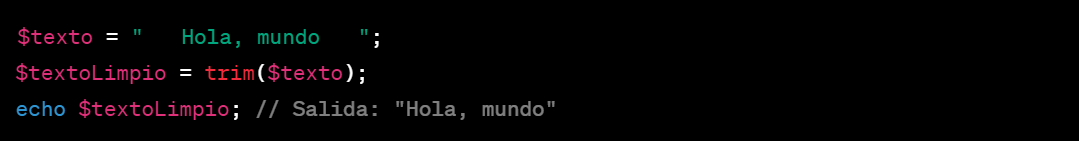 $texto = "   Hola, mundo   ";
$textoLimpio = trim($texto);
echo $textoLimpio; // Salida: "Hola, mundo"